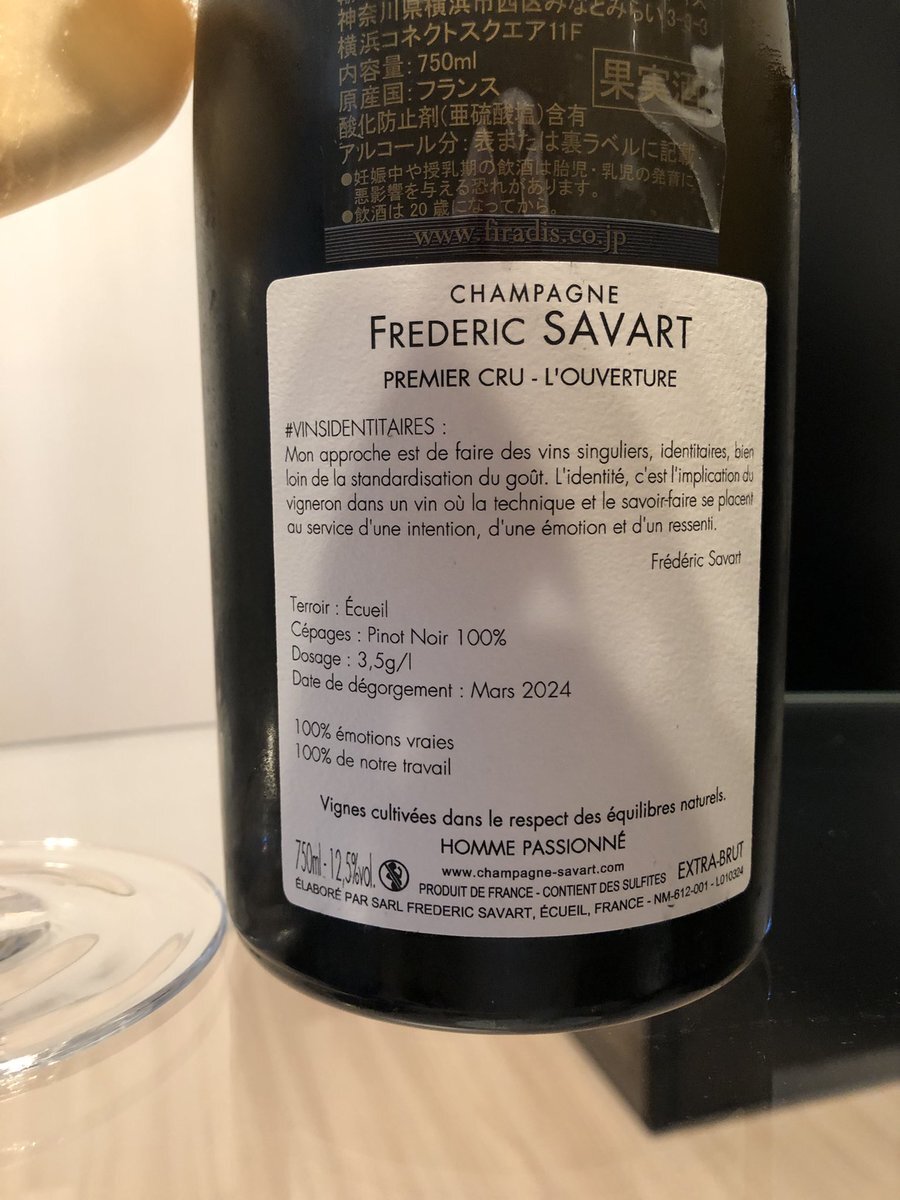 神奈川県横浜市西区みなとみらい3-3-3
横浜コネクトスクエア11F
内容量:750ml
原産国:フランス
果実酒
酸化防止剤(亜硫酸塩)含有
アルコール分:表または裏ラベルに記載
●妊娠中や授乳期の飲酒は胎児・乳児の発育に
悪影響を与える恐れがあります。
●飲酒は20歳になってから。
www.firadis.co.jp
CHAMPAGNE
FREDERIC SAVART
PREMIER CRU - L'OUVERTURE
#VINSIDENTITAIRES :
Mon approche est de faire des vins singuliers, identitaires, bien
loin de la standardisation du goût. L'identité, c'est l'implication du
vigneron dans un vin où la technique et le savoir-faire se placent
au service d'une intention, d'une émotion et d'un ressenti.
Frédéric Savart
Terroir : Écueil
Cépages : Pinot Noir 100%
Dosage : 3,5g/l
Date de dégorgement : Mars 2024
100% émotions vraies
100% de notre travail
Vignes cultivées dans le respect des équilibres naturels.
HOMME PASSIONNÉ
www.champagne-savart.com
750ml - 12,5%vol.
PRODUIT DE FRANCE - CONTIENT DES SULFITES
EXTRA-BRUT
ÉLABORÉ PAR SARL FREDERIC SAVART, ÉCUEIL, FRANCE - NM-612-001 - L010324